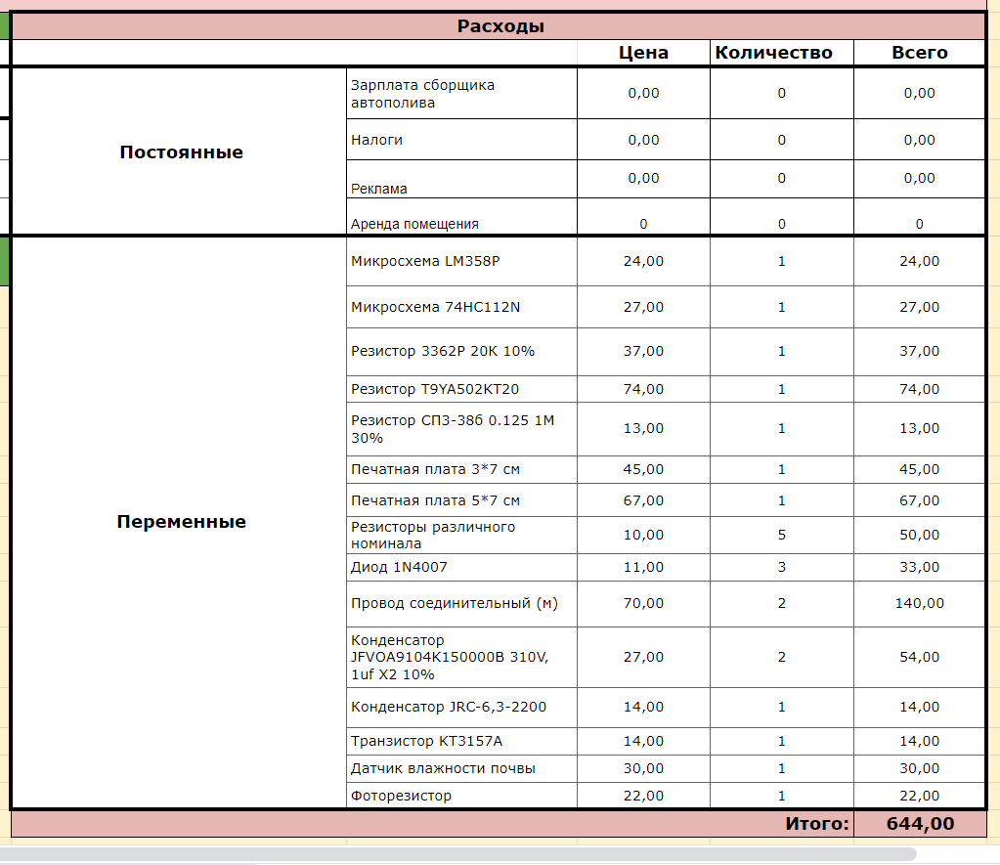 Расходы
Цена Количество Всего
Постоянные
Зарплата сборщика
автополива
0,00 0 0,00
Налоги 0,00 0 0,00
Реклама 0,00 0 0,00
Аренда помещения 0 0 0
Переменные
Микросхема LM358P 24,00 1 24,00
Микросхема 74HC112N 27,00 1 27,00
Резистор 3362P 20K 10% 37,00 1 37,00
Резистор T9YA502KT20 74,00 1 74,00
Резистор СП3-38б 0.125 1М
30%
13,00 1 13,00
Печатная плата 3*7 см 45,00 1 45,00
Печатная плата 5*7 см 67,00 1 67,00
Резисторы различного
номинала
10,00 5 50,00
Диод 1N4007 11,00 3 33,00
Провод соединительный (м) 70,00 2 140,00
Конденсатор
JFVOA9104K150000B 310V,
1uf X2 10%
27,00 2 54,00
Конденсатор JRC-6,3-2200 14,00 1 14,00
Транзистор КТ3157А 14,00 1 14,00
Датчик влажности почвы 30,00 1 30,00
Фоторезистор 22,00 1 22,00
Итого: 644,00